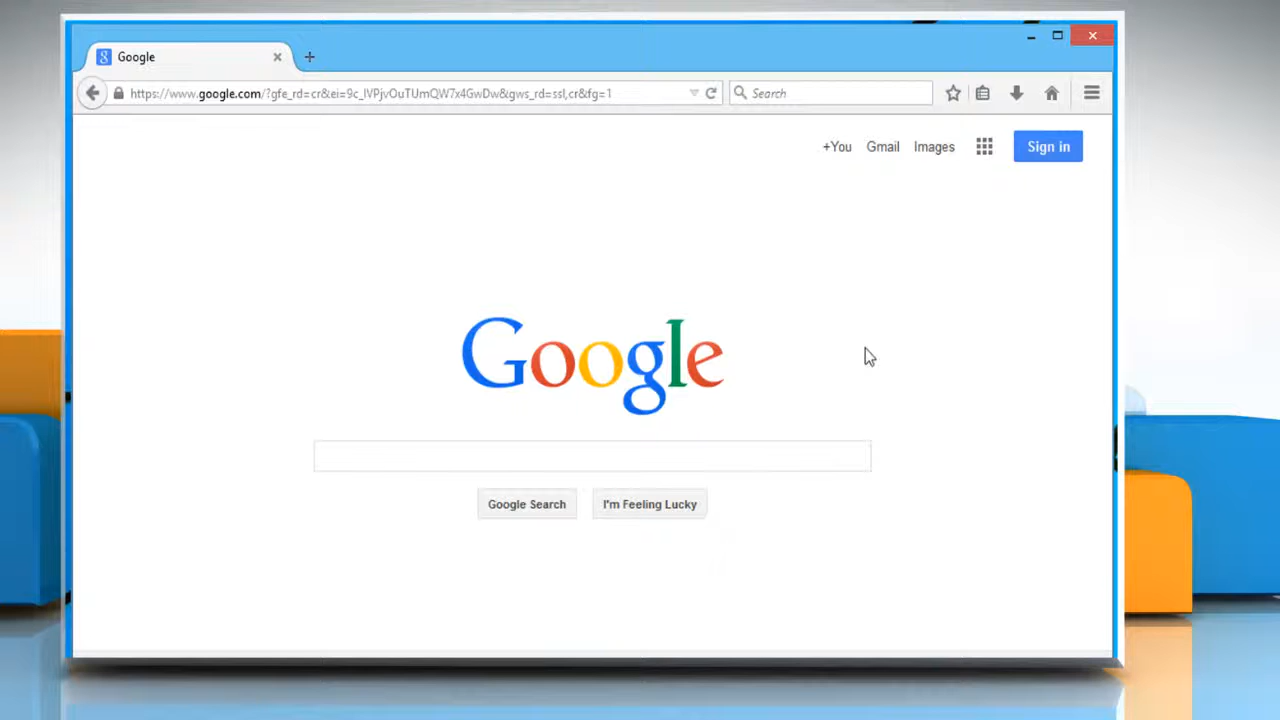 Google
https://www.google.com/?gfe_rd=cr&ei=9c_lVPjvOuTUmQW7x4GwDw&gws_rd=ssl,cr&fg=1
Search
+You Gmail Images Sign in
Google
Google Search I'm Feeling Lucky